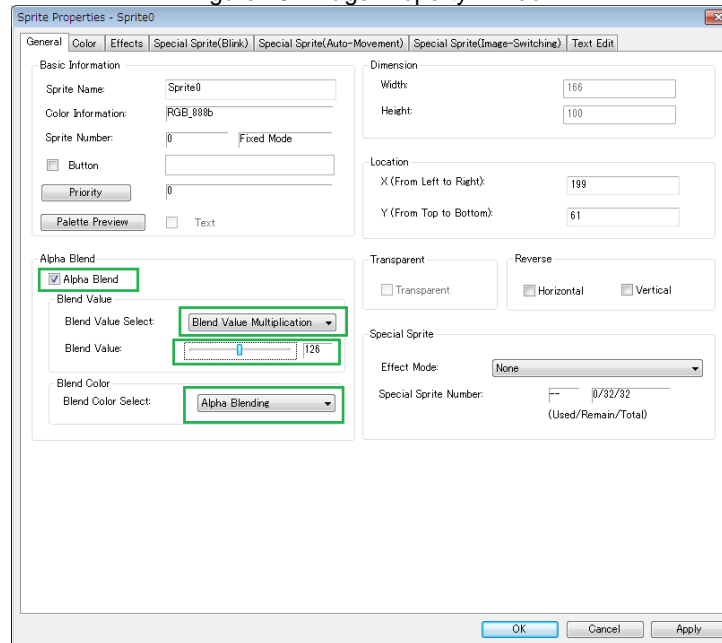 Sprite Properties - Sprite0
General Color Effects Special Sprite(Blink) Special Sprite(Auto-Movement) Special Sprite(Image-Switching) Text Edit
Basic Information
Sprite Name: Sprite0
Color Information: RGB_888b
Sprite Number: 0 Fixed Mode
Button
Priority 0
Palette Preview Text
Dimension
Width: 166
Height: 100
Location
X (From Left to Right): 199
Y (From Top to Bottom): 61
Alpha Blend
Alpha Blend
Blend Value
Blend Value Select: Blend Value Multiplication
Blend Value: 126
Blend Color
Blend Color Select: Alpha Blending
Transparent
Transparent
Reverse
Horizontal Vertical
Special Sprite
Effect Mode: None
Special Sprite Number: -- 0/32/32
(Used/Remain/Total)
OK Cancel Apply